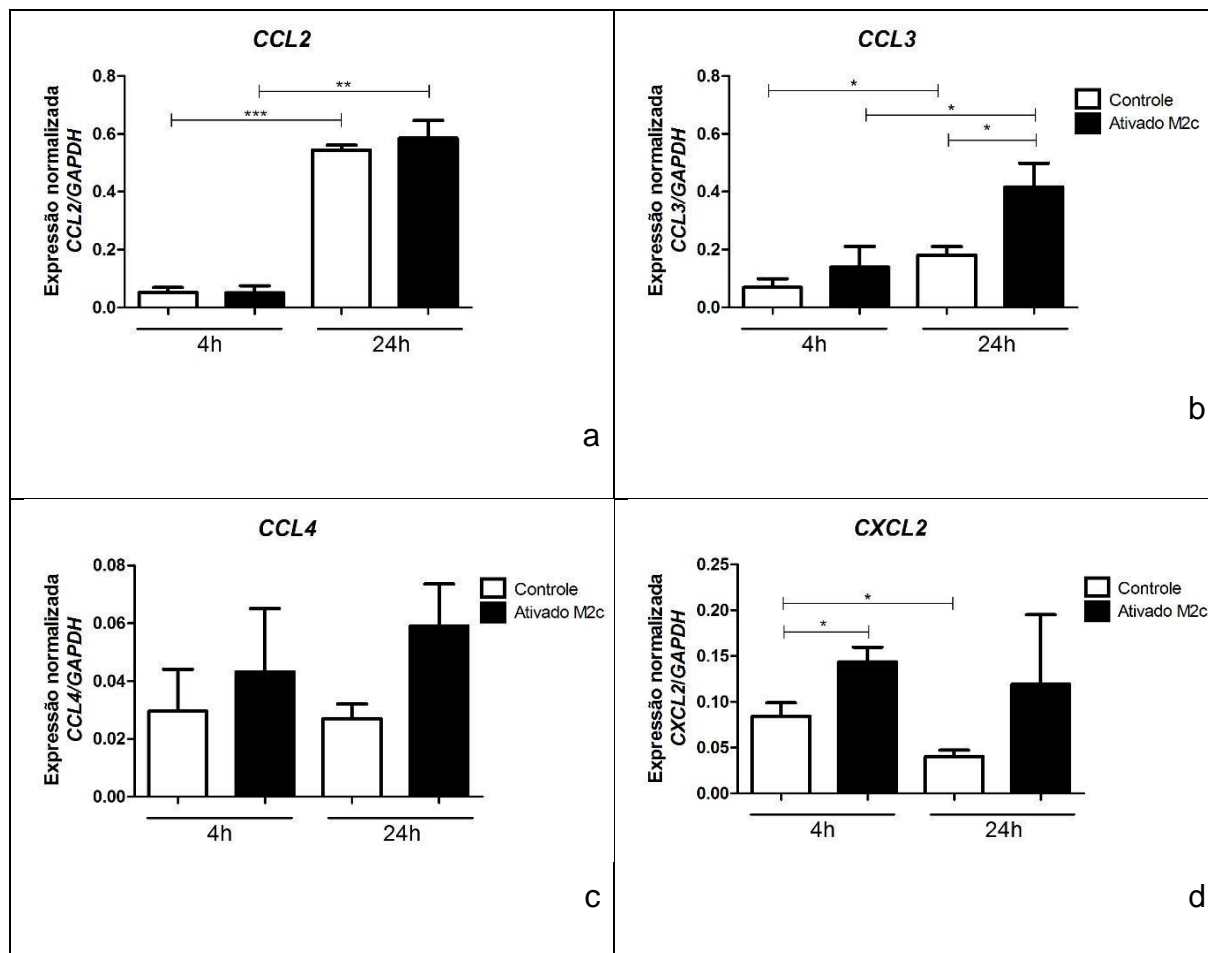 CCL2
Expressão normalizada
CCL2/GAPDH
0.8
0.6
0.4
0.2
0.0
***
**
4h
24h
a
CCL3
Expressão normalizada
CCL3/GAPDH
0.8
0.6
0.4
0.2
0.0
*
*
*
Controle
Ativado M2c
4h
24h
b
CCL4
Expressão normalizada
CCL4/GAPDH
0.08
0.06
0.04
0.02
0.00
Controle
Ativado M2c
4h
24h
c
CXCL2
Expressão normalizada
CXCL2/GAPDH
0.25
0.20
0.15
0.10
0.05
0.00
*
*
Controle
Ativado M2c
4h
24h
d